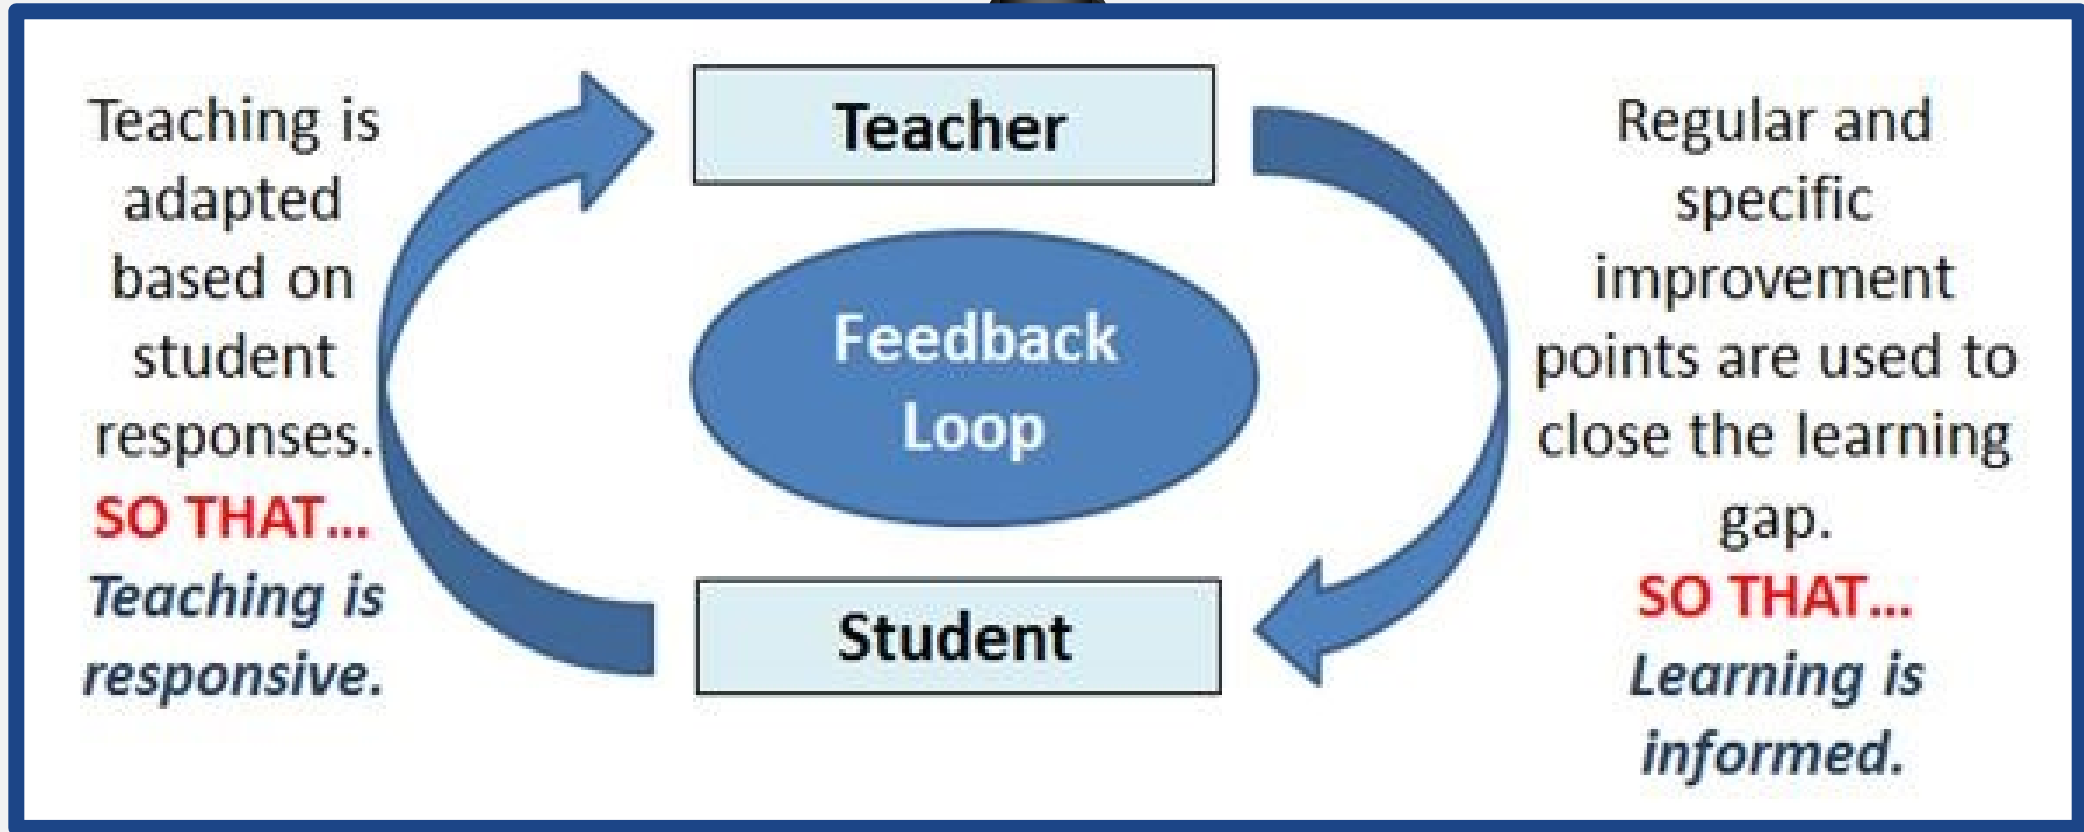 Teaching is
adapted
based on
student
responses.
SO THAT...
Teaching is
responsive.
Teacher
Feedback
Loop
Student
Regular and
specific
improvement
points are used to
close the learning
gap.
SO THAT...
Learning is
informed.